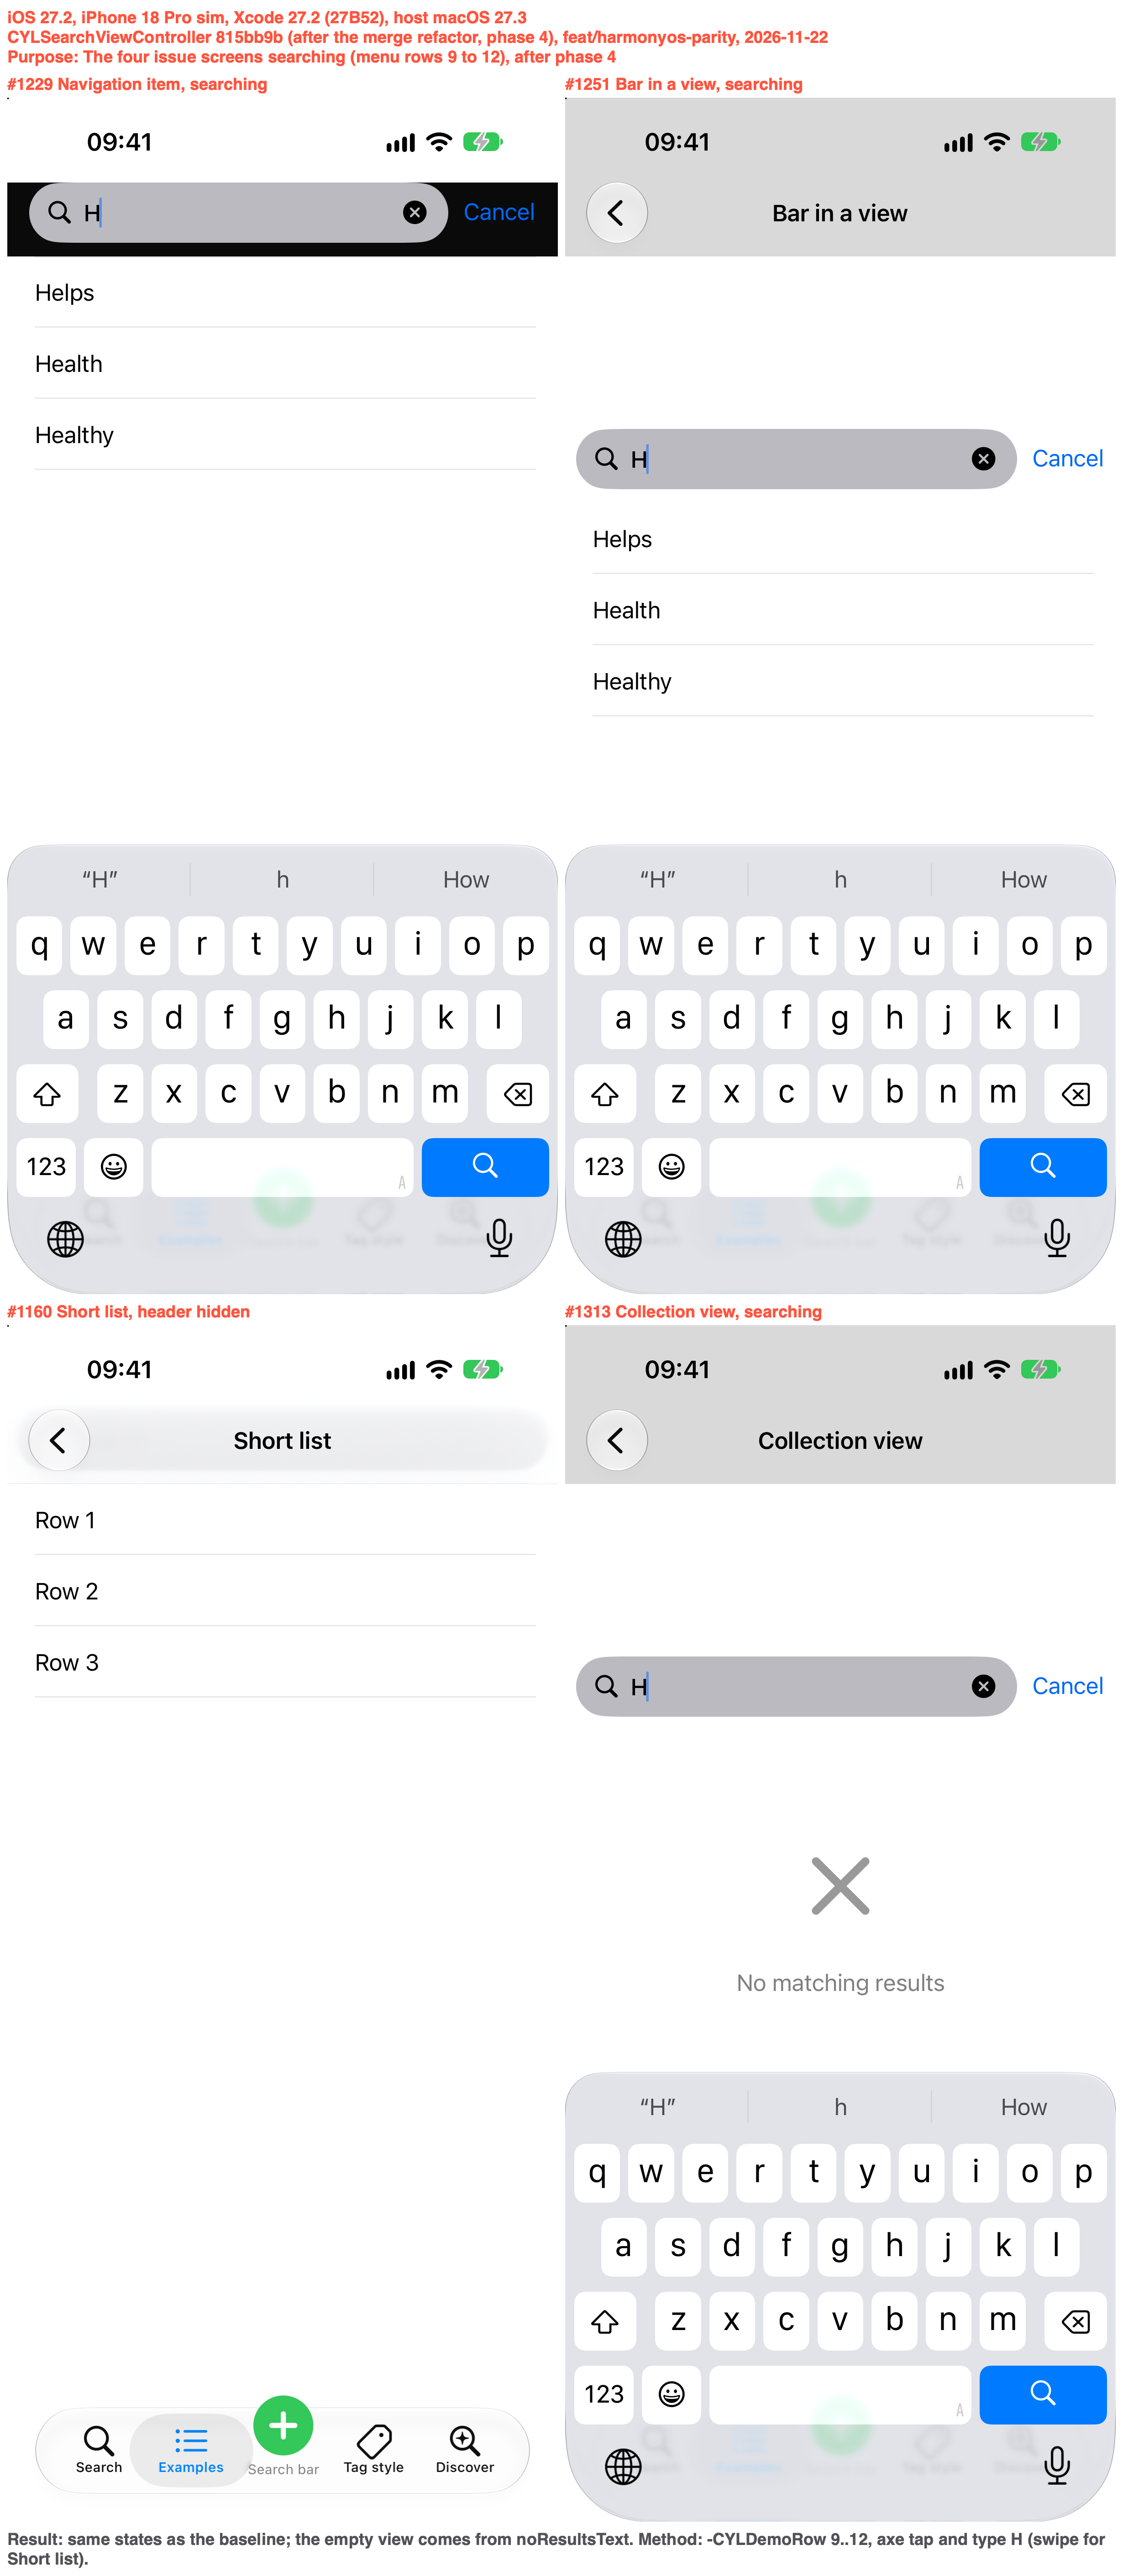 iOS 27.2, iPhone 18 Pro sim, Xcode 27.2 (27B52), host macOS 27.3
CYLSearchViewController 815bb9b (after the merge refactor, phase 4), feat/harmonyos-parity, 2026-11-22
Purpose: The four issue screens searching (menu rows 9 to 12), after phase 4
#1229 Navigation item, searching
09:41
H
Cancel
Helps
Health
Healthy
“H” h How
q w e r t y u i o p
a s d f g h j k l
z x c v b n m
123
A
#1251 Bar in a view, searching
09:41
Bar in a view
H
Cancel
Helps
Health
Healthy
“H” h How
q w e r t y u i o p
a s d f g h j k l
z x c v b n m
123
A
Tag style
#1160 Short list, header hidden
09:41
Short list
Row 1
Row 2
Row 3
Search Examples Search bar Tag style Discover
#1313 Collection view, searching
09:41
Collection view
H
Cancel
No matching results
“H” h How
q w e r t y u i o p
a s d f g h j k l
z x c v b n m
123
A
Result: same states as the baseline; the empty view comes from noResultsText. Method: -CYLDemoRow 9..12, axe tap and type H (swipe for
Short list).